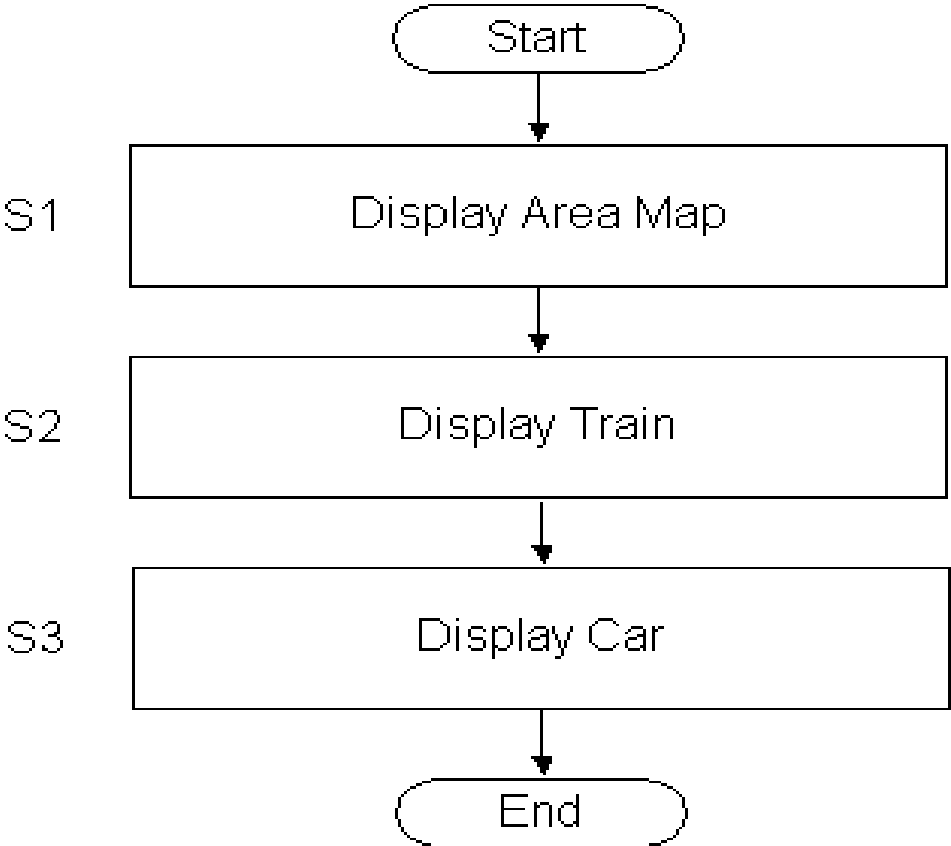 Start
S1 Display Area Map
S2 Display Train
S3 Display Car
End